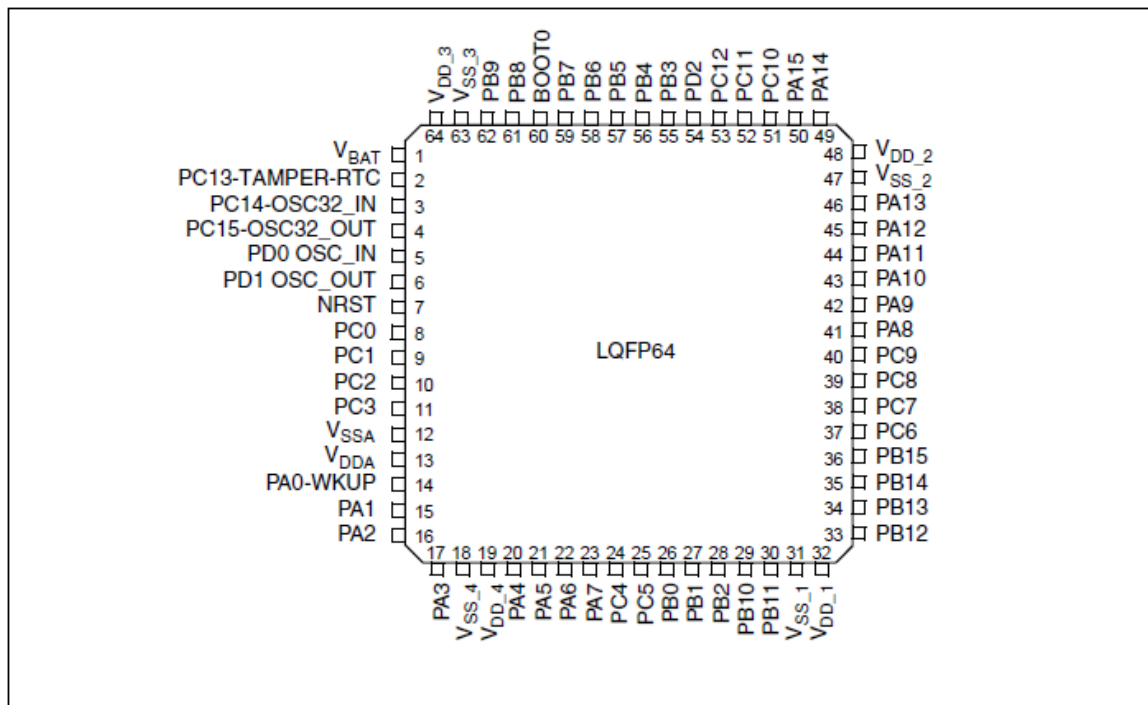 VDD_3
VSS_3
PB9
PB8
BOOT0
PB7
PB6
PB5
PB4
PB3
PD2
PC12
PC11
PC10
PA15
PA14
64 63 62 61 60 59 58 57 56 55 54 53 52 51 50 49
VBAT 1
48 VDD_2
PC13-TAMPER-RTC 2
47 VSS_2
PC14-OSC32_IN 3
46 PA13
PC15-OSC32_OUT 4
45 PA12
PD0 OSC_IN 5
44 PA11
PD1 OSC_OUT 6
43 PA10
NRST 7
42 PA9
PC0 8
41 PA8
PC1 9
LQFP64
40 PC9
PC2 10
39 PC8
PC3 11
38 PC7
VSSA 12
37 PC6
VDDA 13
36 PB15
PA0-WKUP 14
35 PB14
PA1 15
34 PB13
PA2 16
33 PB12
17 18 19 20 21 22 23 24 25 26 27 28 29 30 31 32
PA3
VSS_4
VDD_4
PA4
PA5
PA6
PA7
PC4
PC5
PB0
PB1
PB2
PB10
PB11
VSS_1
VDD_1